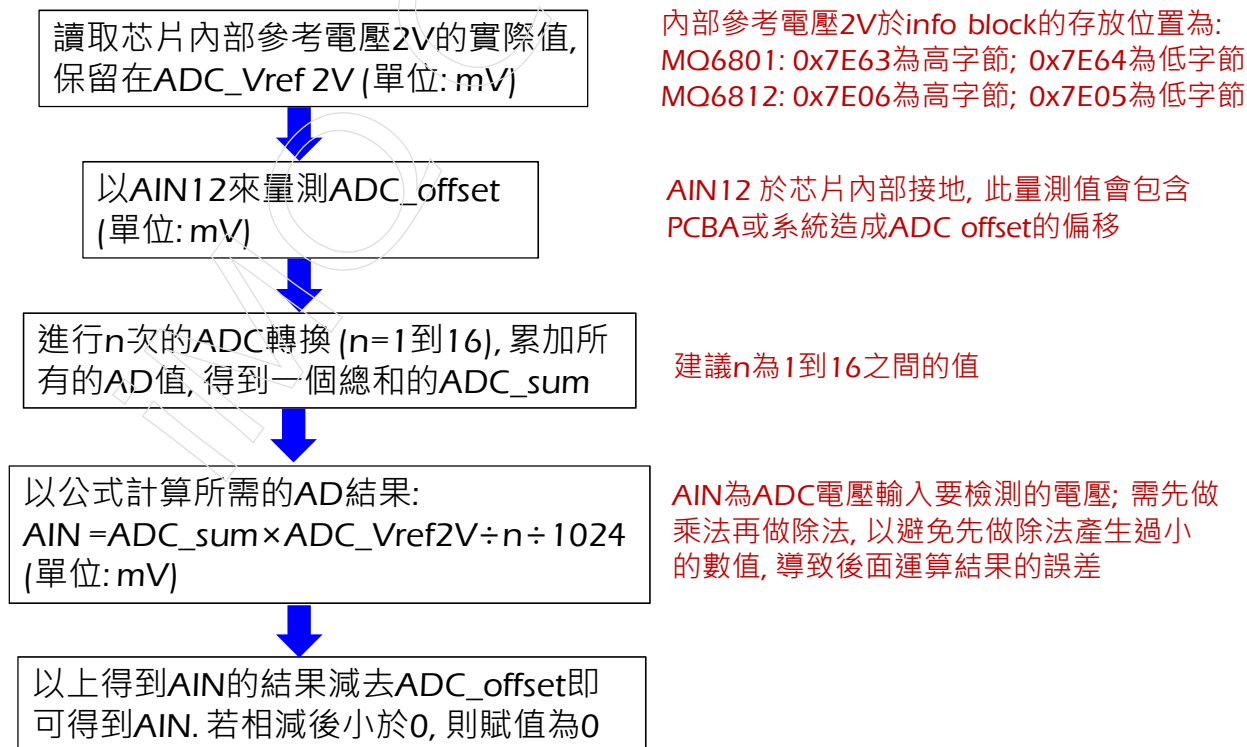 讀取芯片內部參考電壓2V的實際值,
保留在ADC_Vref 2V (單位: mV)
內部參考電壓2V於info block的存放位置為:
MQ6801: 0x7E63為高字節; 0x7E64為低字節
MQ6812: 0x7E06為高字節; 0x7E05為低字節
以AIN12來量測ADC_offset
(單位: mV)
AIN12 於芯片內部接地, 此量測值會包含
PCBA或系統造成ADC offset的偏移
進行n次的ADC轉換 (n=1到16), 累加所
有的AD值, 得到一個總和的ADC_sum
建議n為1到16之間的值
以公式計算所需的AD結果:
AIN =ADC_sum×ADC_Vref2V÷n÷1024
(單位: mV)
AIN為ADC電壓輸入要檢測的電壓; 需先做
乘法再做除法, 以避免先做除法產生過小
的數值, 導致後面運算結果的誤差
以上得到AIN的結果減去ADC_offset即
可得到AIN. 若相減後小於0, 則賦值為0
iMQ C